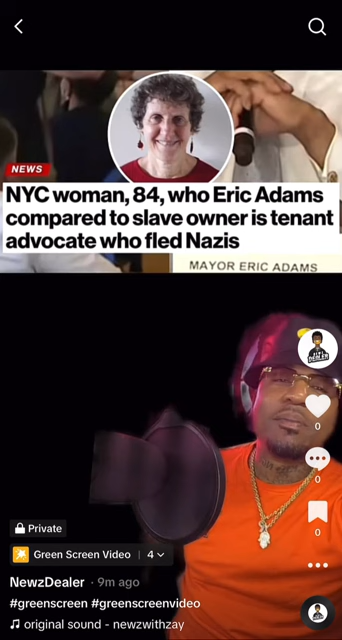 NEWS
NYC woman, 84, who Eric Adams
compared to slave owner is tenant
advocate who fled Nazis
MAYOR ERIC ADAMS
DEALER
0
0
0
Private
Green Screen Video | 4
NewzDealer · 9m ago
#greenscreen #greenscreenvideo
original sound - newzwithzay